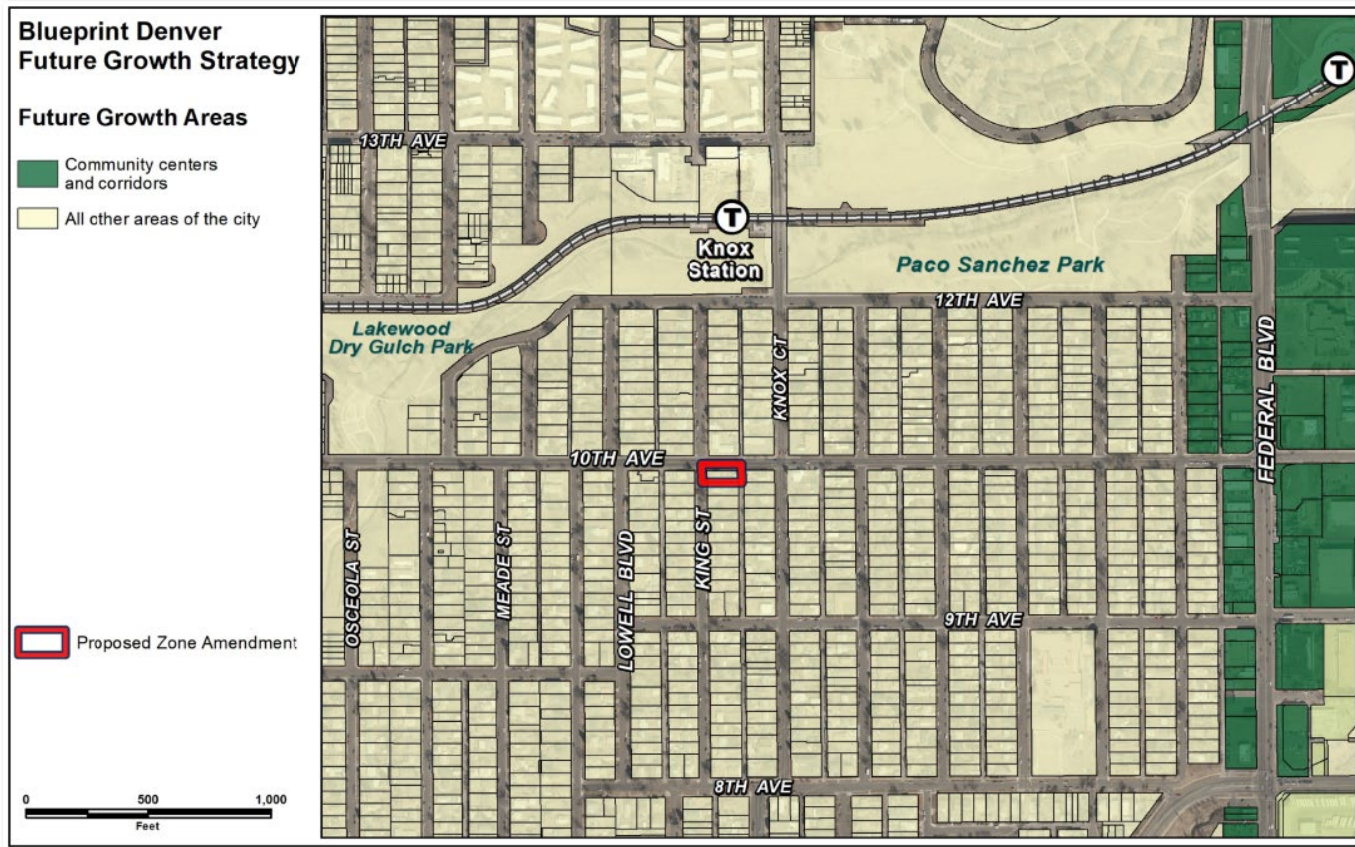 Blueprint Denver
Future Growth Strategy
Future Growth Areas
Community centers
and corridors
All other areas of the city
Proposed Zone Amendment
0 500 1,000
Feet
13TH AVE
T
T
Knox
Station
Paco Sanchez Park
12TH AVE
Lakewood
Dry Gulch Park
KNOX CT
FEDERAL BLVD
10TH AVE
OSCEOLA ST
MEADE ST
LOWELL BLVD
KING ST
9TH AVE
8TH AVE